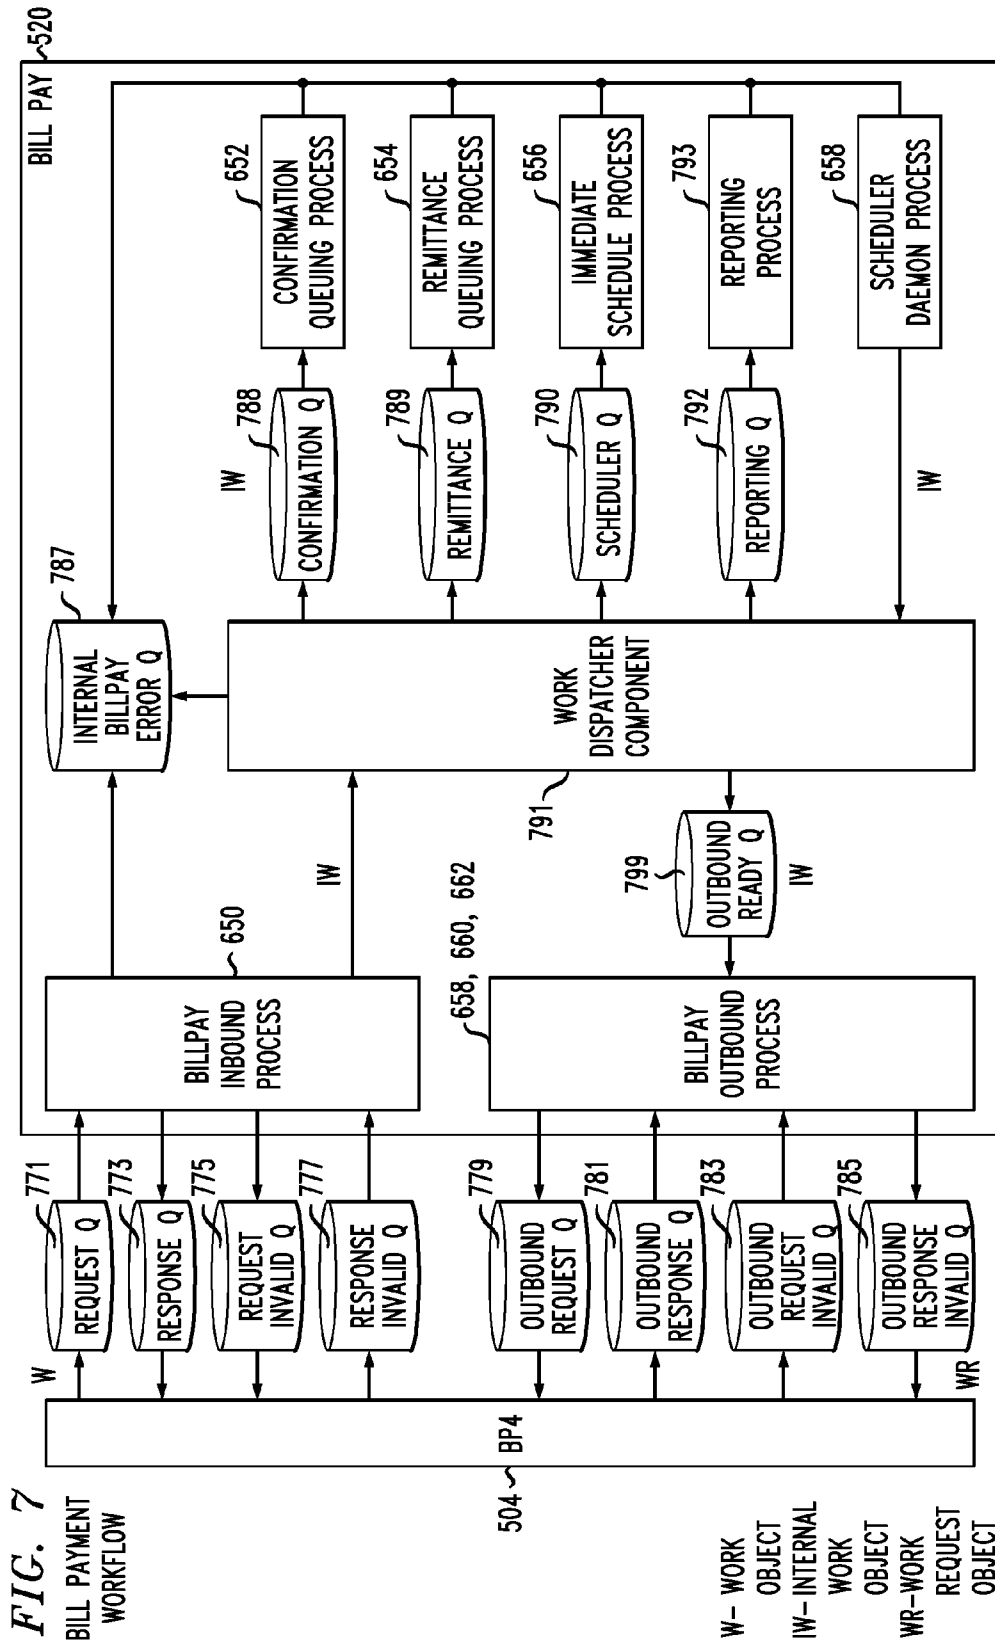 FIG. 7
BILL PAYMENT
WORKFLOW
BILL PAY
520
504
BP4
W
771
REQUEST Q
773
RESPONSE Q
775
REQUEST
INVALID Q
777
RESPONSE
INVALID Q
779
OUTBOUND
REQUEST Q
781
OUTBOUND
RESPONSE Q
783
OUTBOUND
REQUEST
INVALID Q
785
OUTBOUND
RESPONSE
INVALID Q
WR
650
BILLPAY
INBOUND
PROCESS
658, 660, 662
BILLPAY
OUTBOUND
PROCESS
IW
799
OUTBOUND
READY Q
IW
787
INTERNAL
BILLPAY
ERROR Q
791
WORK
DISPATCHER
COMPONENT
IW
788
CONFIRMATION Q
789
REMITTANCE Q
790
SCHEDULER Q
792
REPORTING Q
IW
652
CONFIRMATION
QUEUING PROCESS
654
REMITTANCE
QUEUING PROCESS
656
IMMEDIATE
SCHEDULE PROCESS
793
REPORTING
PROCESS
658
SCHEDULER
DAEMON PROCESS
W- WORK
OBJECT
IW-INTERNAL
WORK
OBJECT
WR-WORK
REQUEST
OBJECT